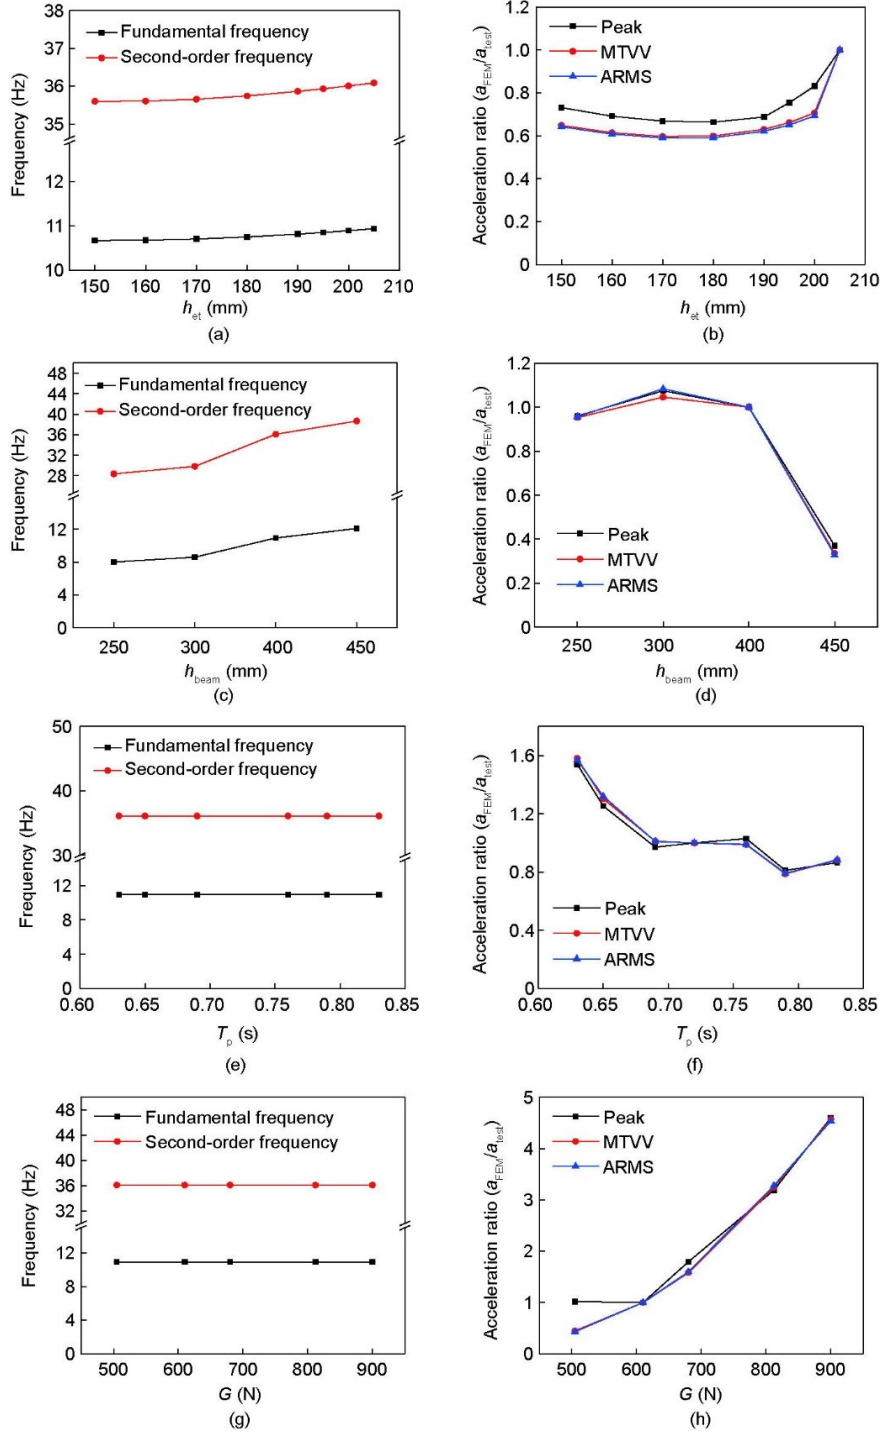 38
37
36
35
12
11
10
Frequency (Hz)
Fundamental frequency
Second-order frequency
150 160 170 180 190 200 210
h_et (mm)
(a)
1.2
1.0
0.8
0.6
0.4
0.2
0
Acceleration ratio (a_FEM/a_test)
Peak
MTVV
ARMS
150 160 170 180 190 200 210
h_et (mm)
(b)
48
44
40
36
32
28
12
8
4
0
Frequency (Hz)
Fundamental frequency
Second-order frequency
250 300 400 450
h_beam (mm)
(c)
1.2
1.0
0.8
0.6
0.4
0.2
0
Acceleration ratio (a_FEM/a_test)
Peak
MTVV
ARMS
250 300 400 450
h_beam (mm)
(d)
50
40
30
12
8
4
0
Frequency (Hz)
Fundamental frequency
Second-order frequency
0.60 0.65 0.70 0.75 0.80 0.85
T_p (s)
(e)
1.6
1.2
0.8
0.4
0
Acceleration ratio (a_FEM/a_test)
Peak
MTVV
ARMS
0.60 0.65 0.70 0.75 0.80 0.85
T_p (s)
(f)
48
44
40
36
32
12
8
4
0
Frequency (Hz)
Fundamental frequency
Second-order frequency
500 600 700 800 900
G (N)
(g)
5
4
3
2
1
0
Acceleration ratio (a_FEM/a_test)
Peak
MTVV
ARMS
500 600 700 800 900
G (N)
(h)